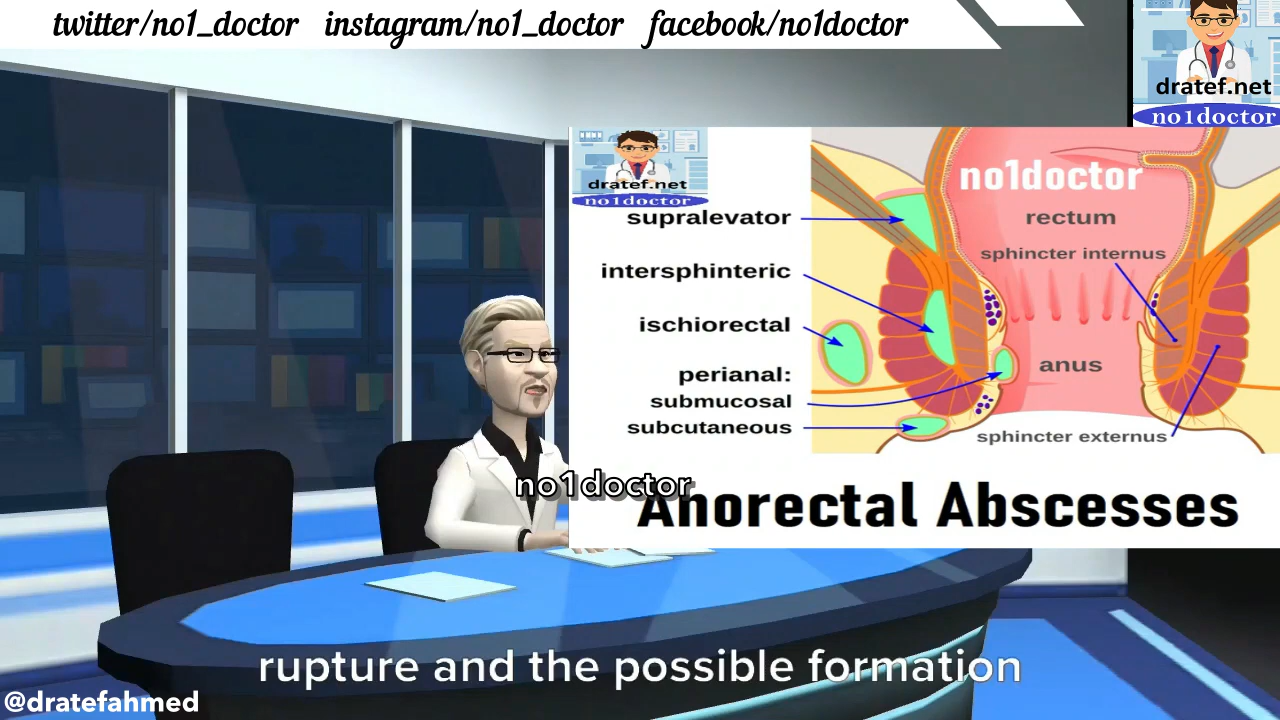 twitter/no1_doctor instagram/no1_doctor facebook/no1doctor
dratef.net
no1doctor
dratef.net
no1doctor
no1doctor
supralevator
rectum
sphincter internus
intersphinteric
ischiorectal
anus
perianal:
submucosal
subcutaneous
sphincter externus
no1doctor
Anorectal Abscesses
rupture and the possible formation
@dratefahmed